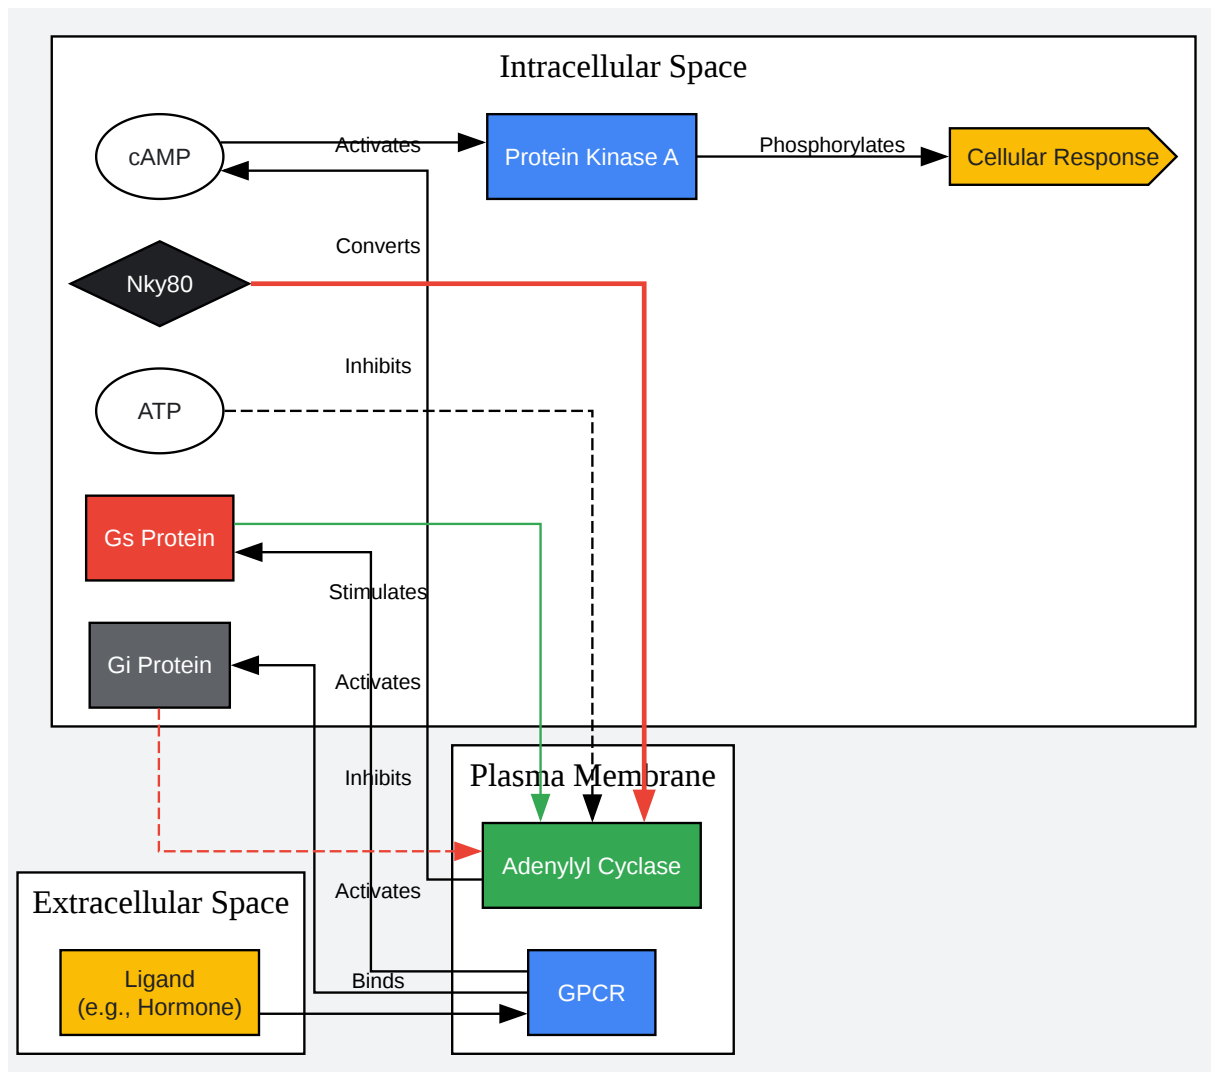 Intracellular Space
cAMP
Activates
Protein Kinase A
Phosphorylates
Cellular Response
Converts
Nky80
Inhibits
ATP
Gs Protein
Stimulates
Gi Protein
Activates
Plasma Membrane
Inhibits
Adenylyl Cyclase
Extracellular Space
Activates
Ligand
(e.g., Hormone)
Binds
GPCR